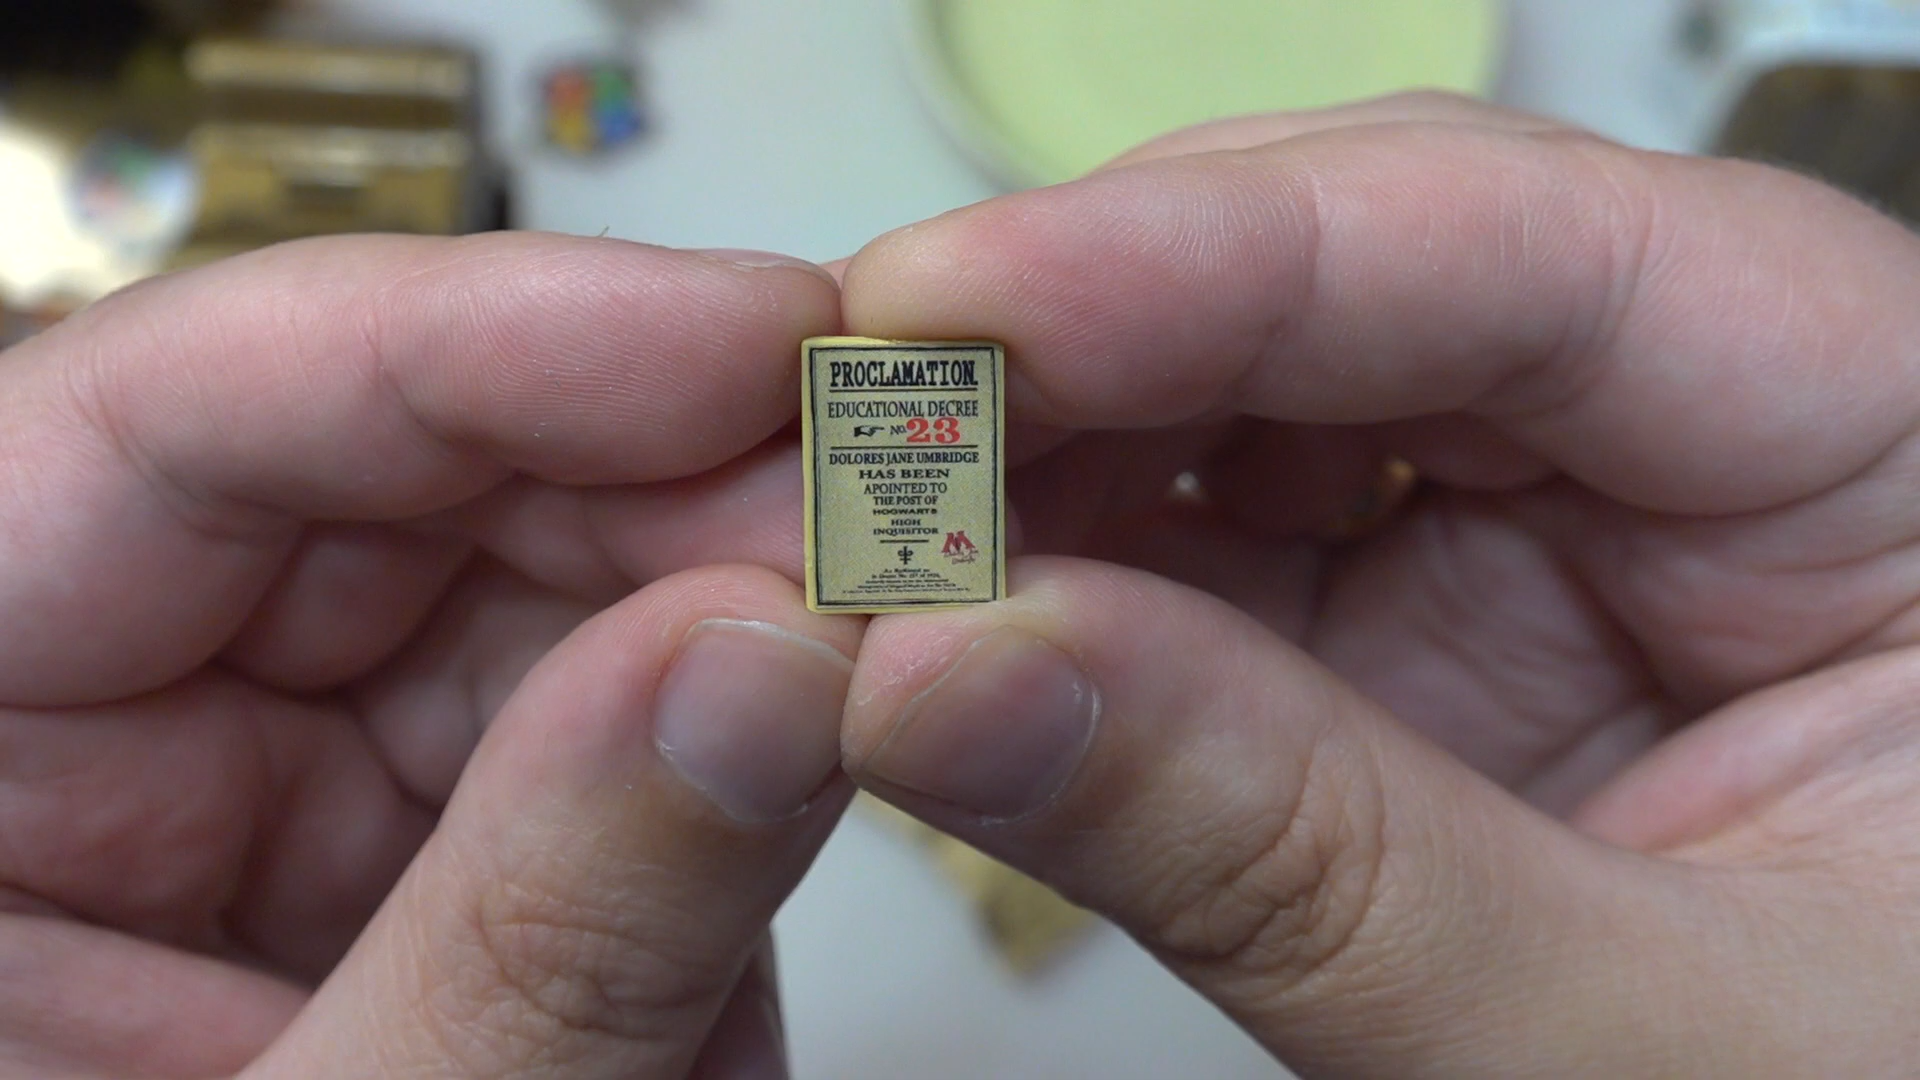 PROCLAMATION.
EDUCATIONAL DECREE
No. 23
DOLORES JANE UMBRIDGE
HAS BEEN
APOINTED TO
THE POST OF
HOGWARTS
HIGH
INQUISITOR
M